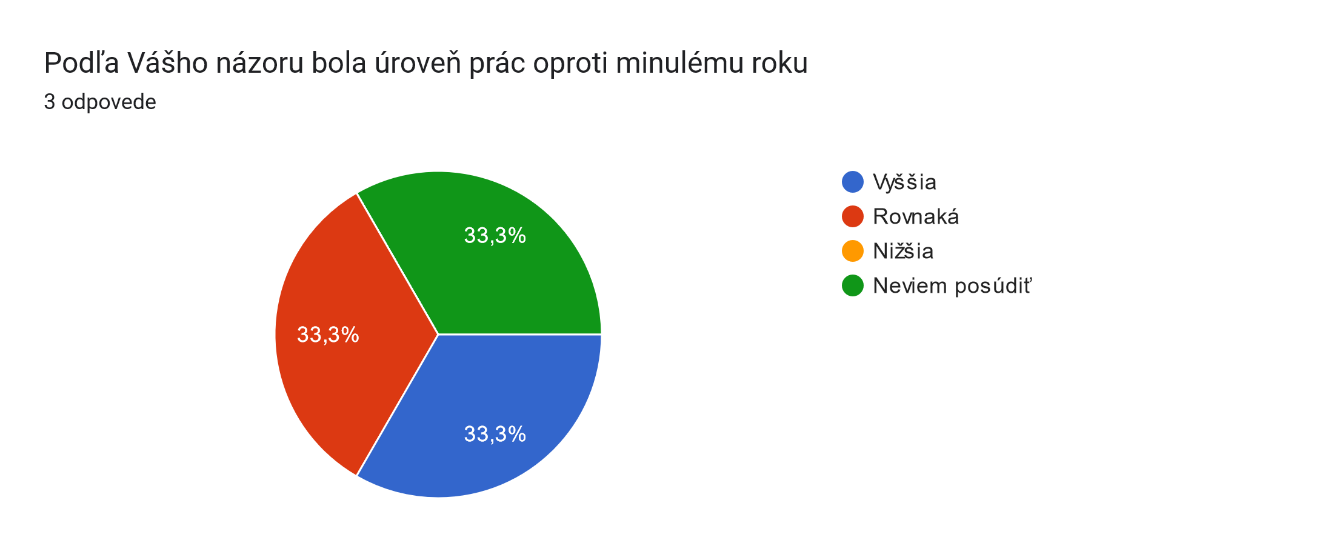 Podľa Vášho názoru bola úroveň prác oproti minulému roku
3 odpovede
33,3%
33,3%
33,3%
Vyššia
Rovnaká
Nižšia
Neviem posúdiť